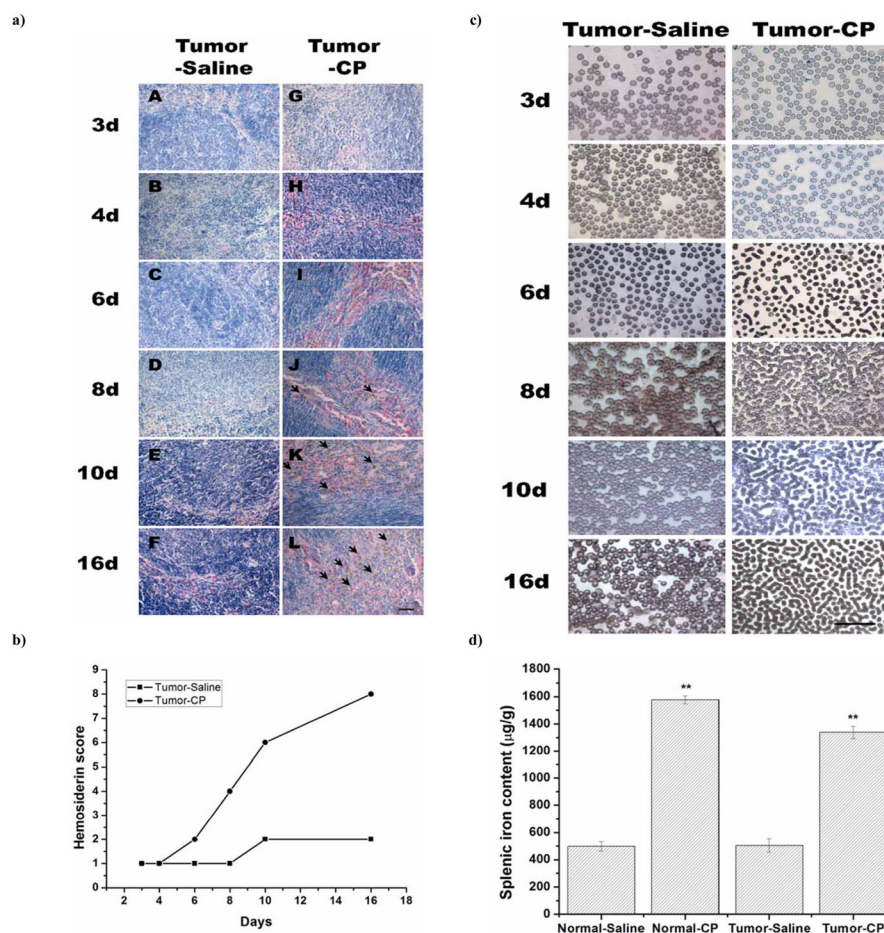 a)
Tumor
-Saline
Tumor
-CP
3d
A
G
4d
B
H
6d
C
I
8d
D
J
10d
E
K
16d
F
L
c)
Tumor-Saline
Tumor-CP
3d
4d
6d
8d
10d
16d
b)
Tumor-Saline
Tumor-CP
Hemosiderin score
9
8
7
6
5
4
3
2
1
0
2 4 6 8 10 12 14 16 18
Days
d)
Splenic iron content (μg/g)
1800
1600
1400
1200
1000
800
600
400
200
0
**
**
Normal-Saline Normal-CP Tumor-Saline Tumor-CP